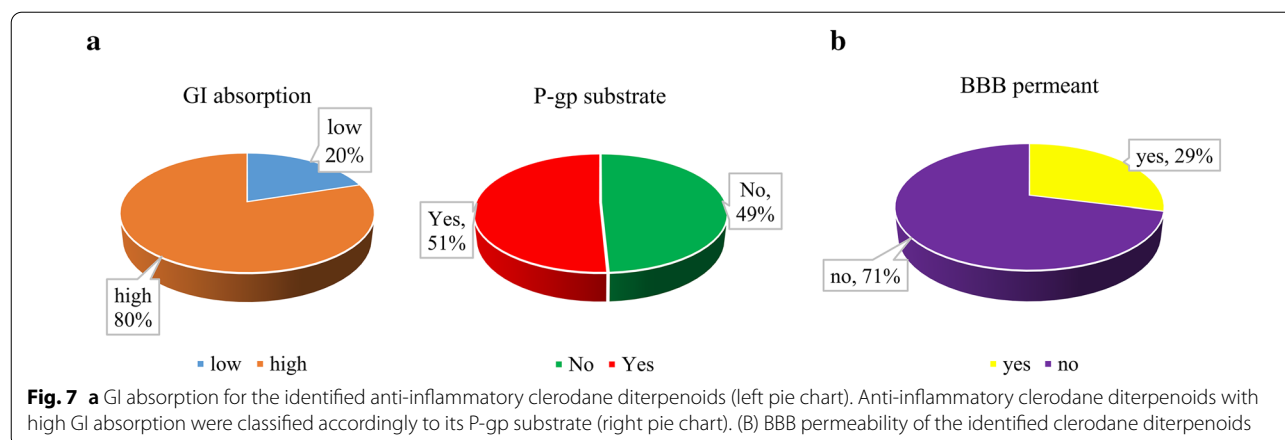 a
b
GI absorption
P-gp substrate
BBB permeant
low
20%
high
80%
Yes,
51%
No,
49%
yes, 29%
no, 71%
low high
No Yes
yes no
Fig. 7 a GI absorption for the identified anti-inflammatory clerodane diterpenoids (left pie chart). Anti-inflammatory clerodane diterpenoids with
high GI absorption were classified accordingly to its P-gp substrate (right pie chart). (B) BBB permeability of the identified clerodane diterpenoids